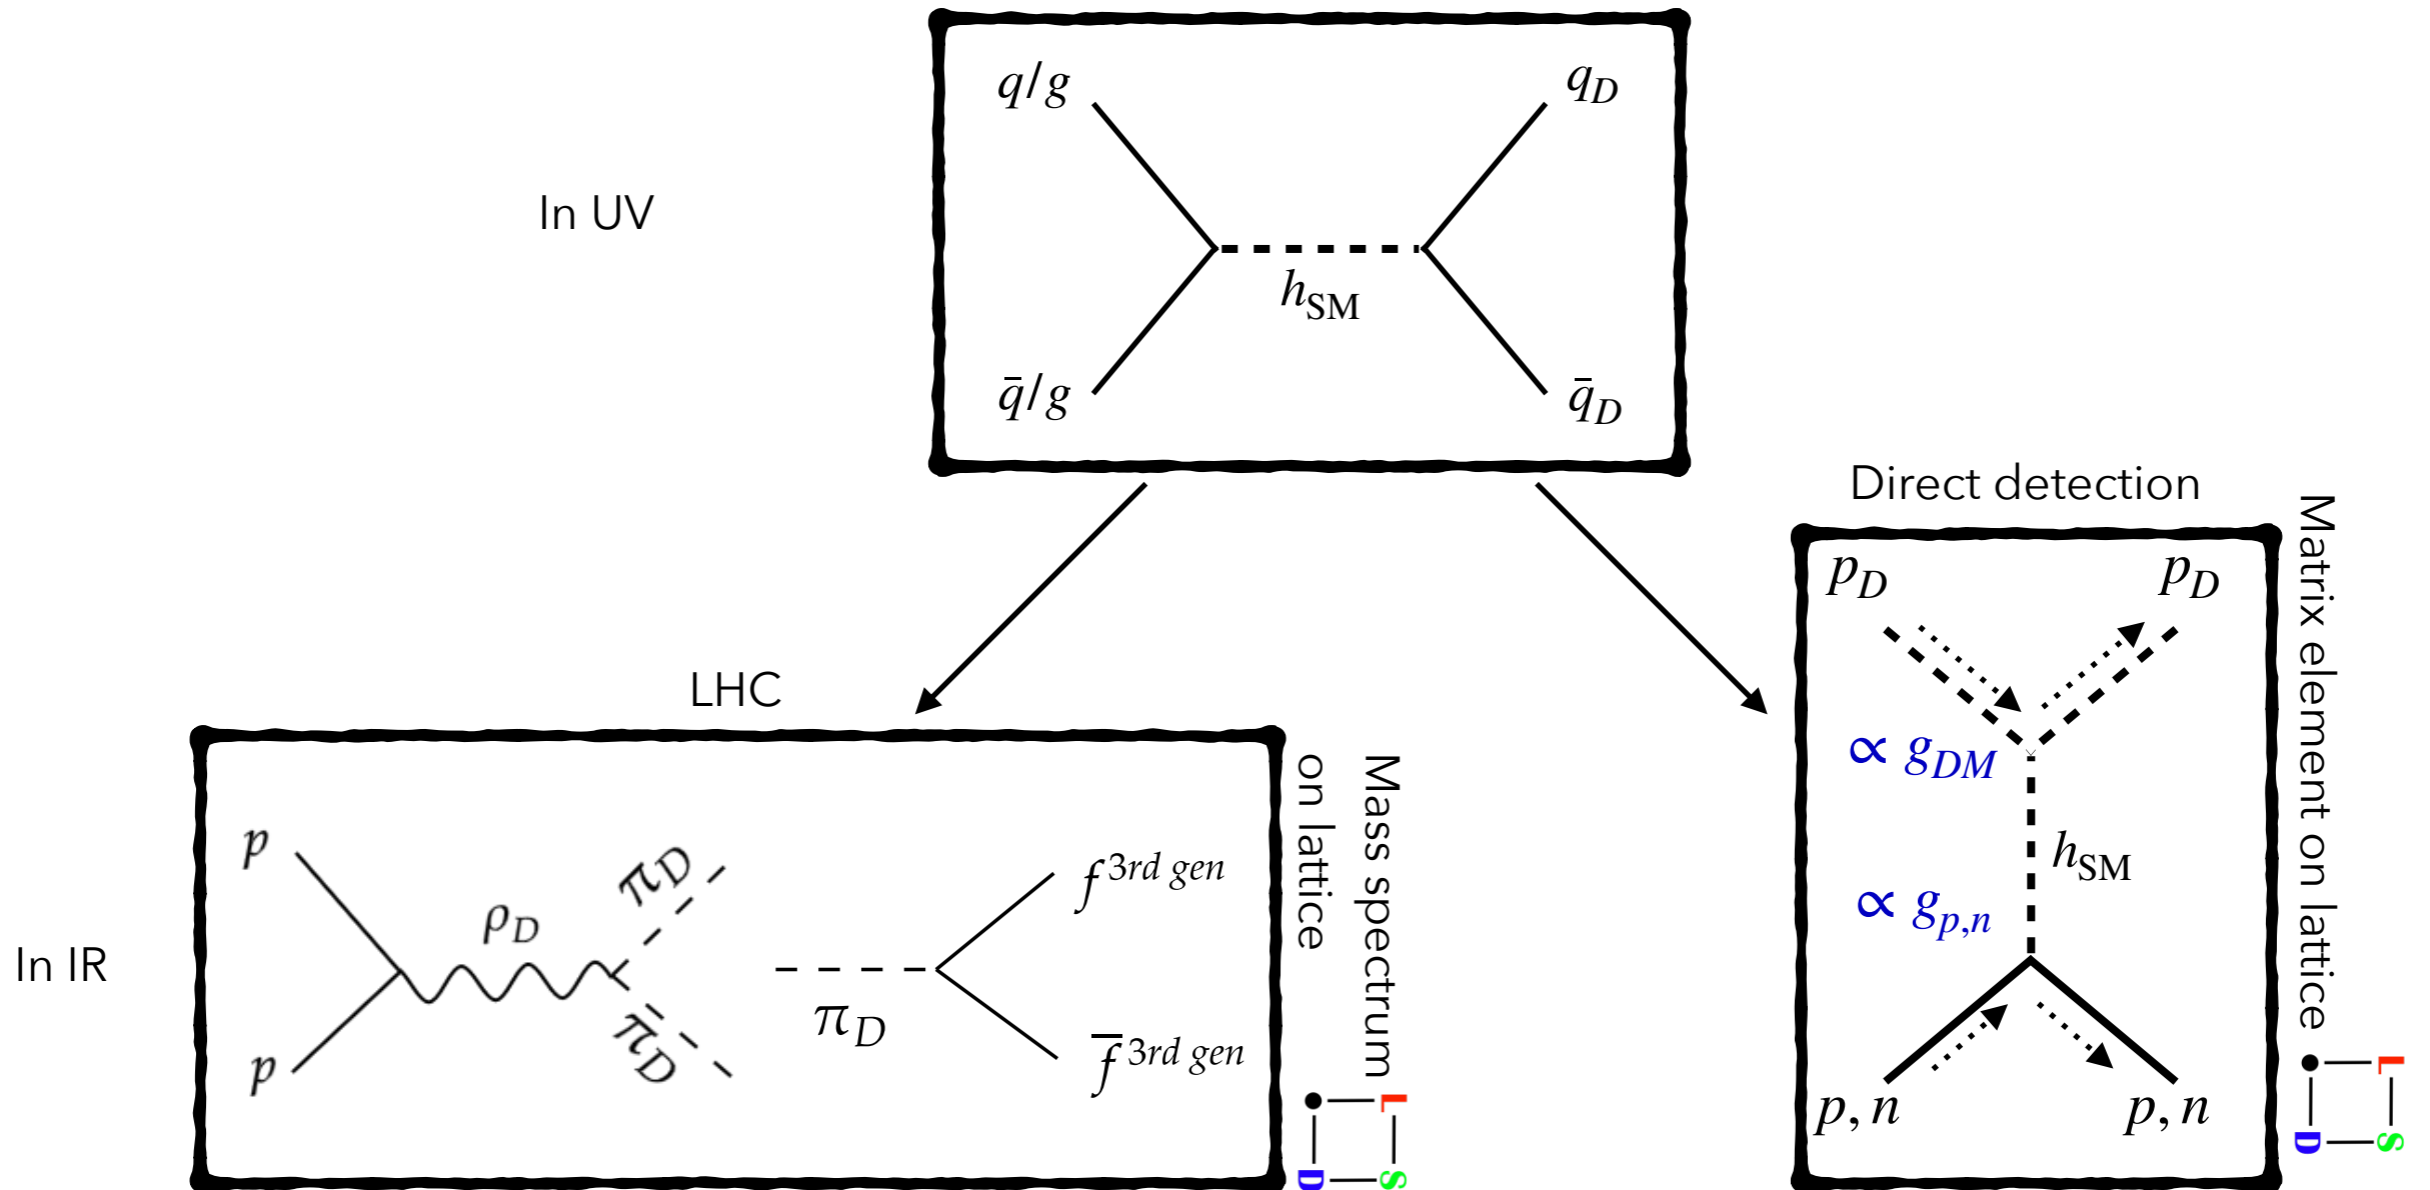 In UV
q/g
q_D
h_SM
q̄/g
q̄_D
Direct detection
Matrix element on lattice
L
D S
p_D
p_D
∝ g_DM
h_SM
∝ g_p,n
p, n
p, n
LHC
Mass spectrum
on lattice
L
D S
In IR
p
p
ρ_D
π_D
π̄_D
π_D
f^3rd gen
f̄^3rd gen